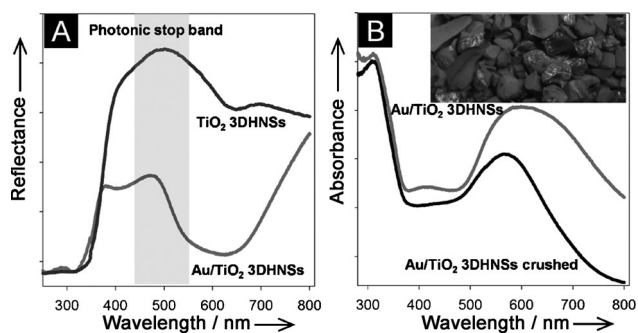 A
Photonic stop band
TiO2 3DHNSs
Au/TiO2 3DHNSs
Reflectance
300 400 500 600 700 800
Wavelength / nm
B
Au/TiO2 3DHNSs
Au/TiO2 3DHNSs crushed
Absorbance
300 400 500 600 700 800
Wavelength / nm